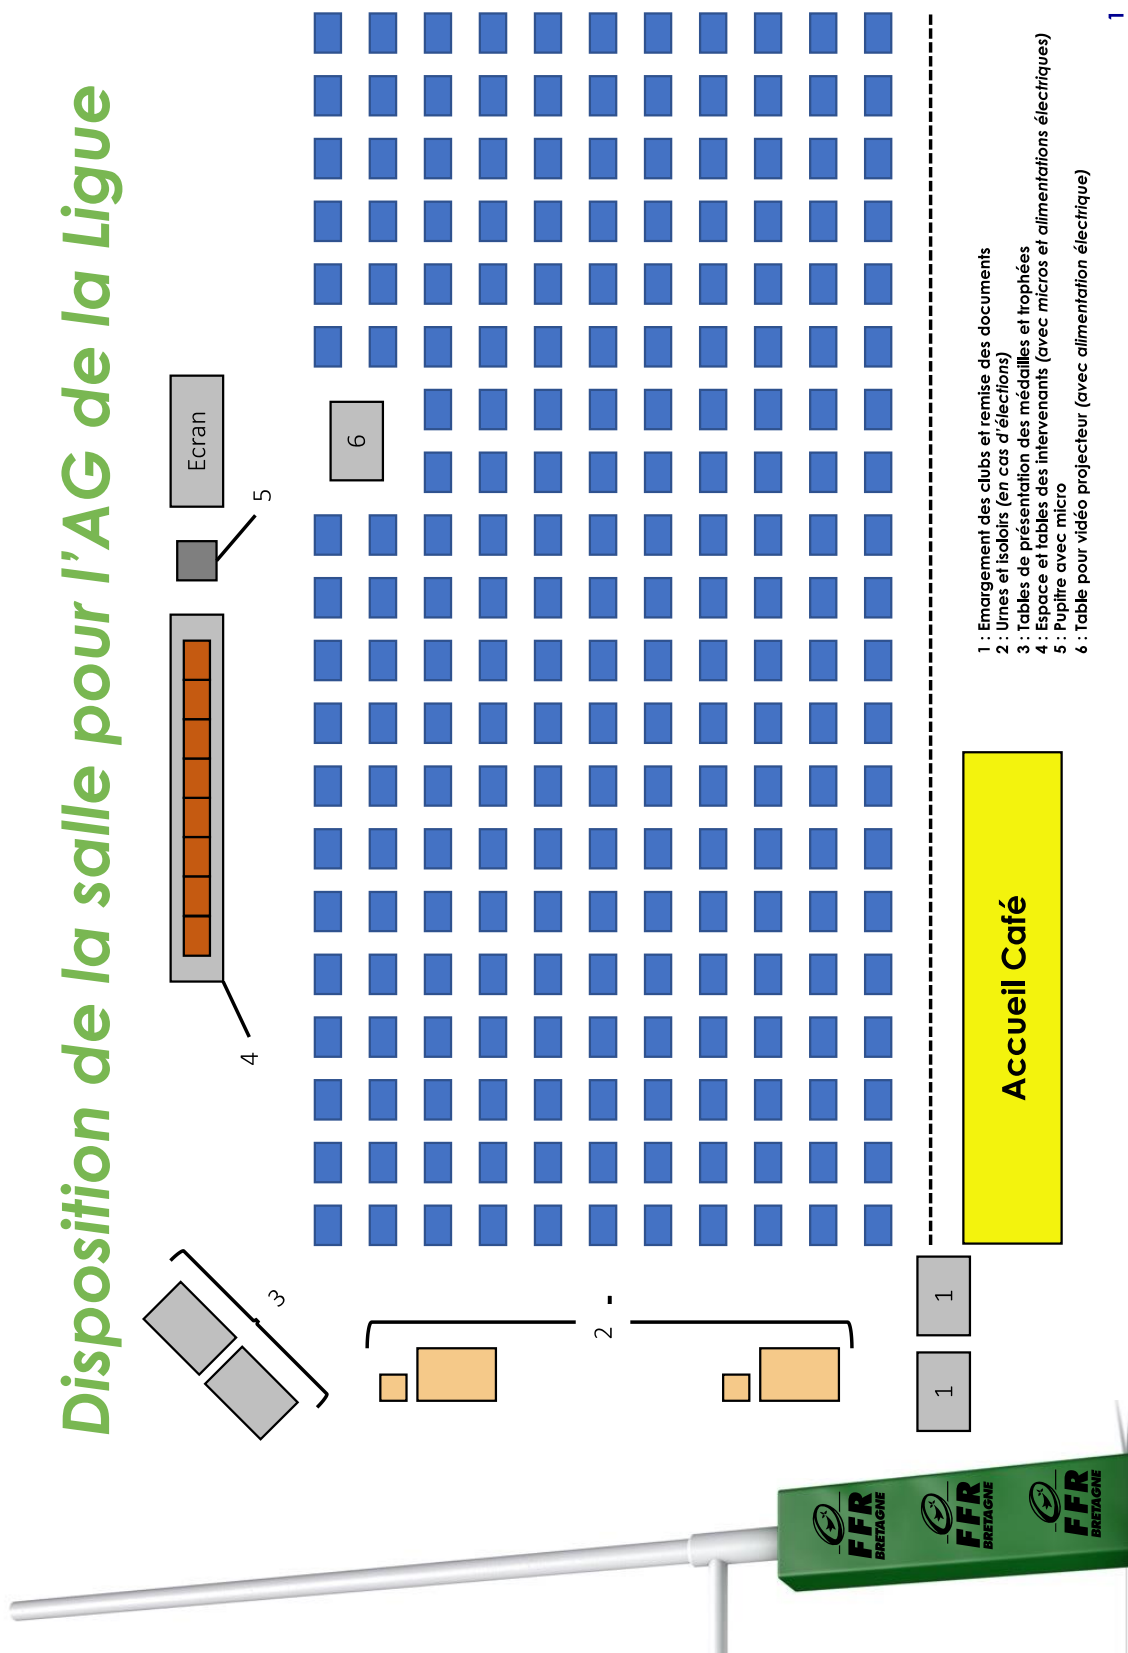 Disposition de la salle pour l'AG de la Ligue
Ecran
5
4
6
3
2
-
1
1
Accueil Café
1 : Emargement des clubs et remise des documents
2 : Urnes et isoloirs (en cas d'élections)
3 : Tables de présentation des médailles et trophées
4 : Espace et tables des intervenants (avec micros et alimentations électriques)
5 : Pupitre avec micro
6 : Table pour vidéo projecteur (avec alimentation électrique)
FFR
BRETAGNE
FFR
BRETAGNE
FFR
BRETAGNE
1